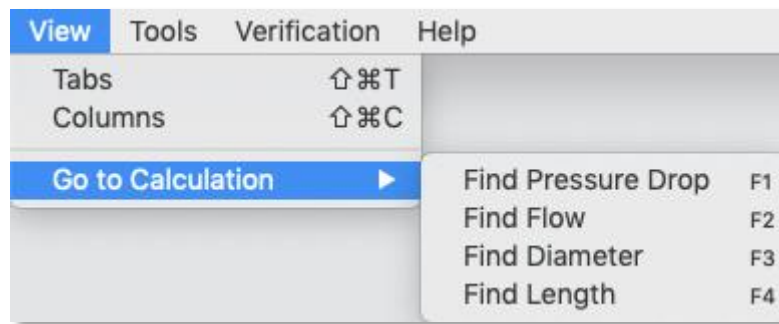 View Tools Verification Help
Tabs ⇧⌘T
Columns ⇧⌘C
Go to Calculation ▶
Find Pressure Drop F1
Find Flow F2
Find Diameter F3
Find Length F4